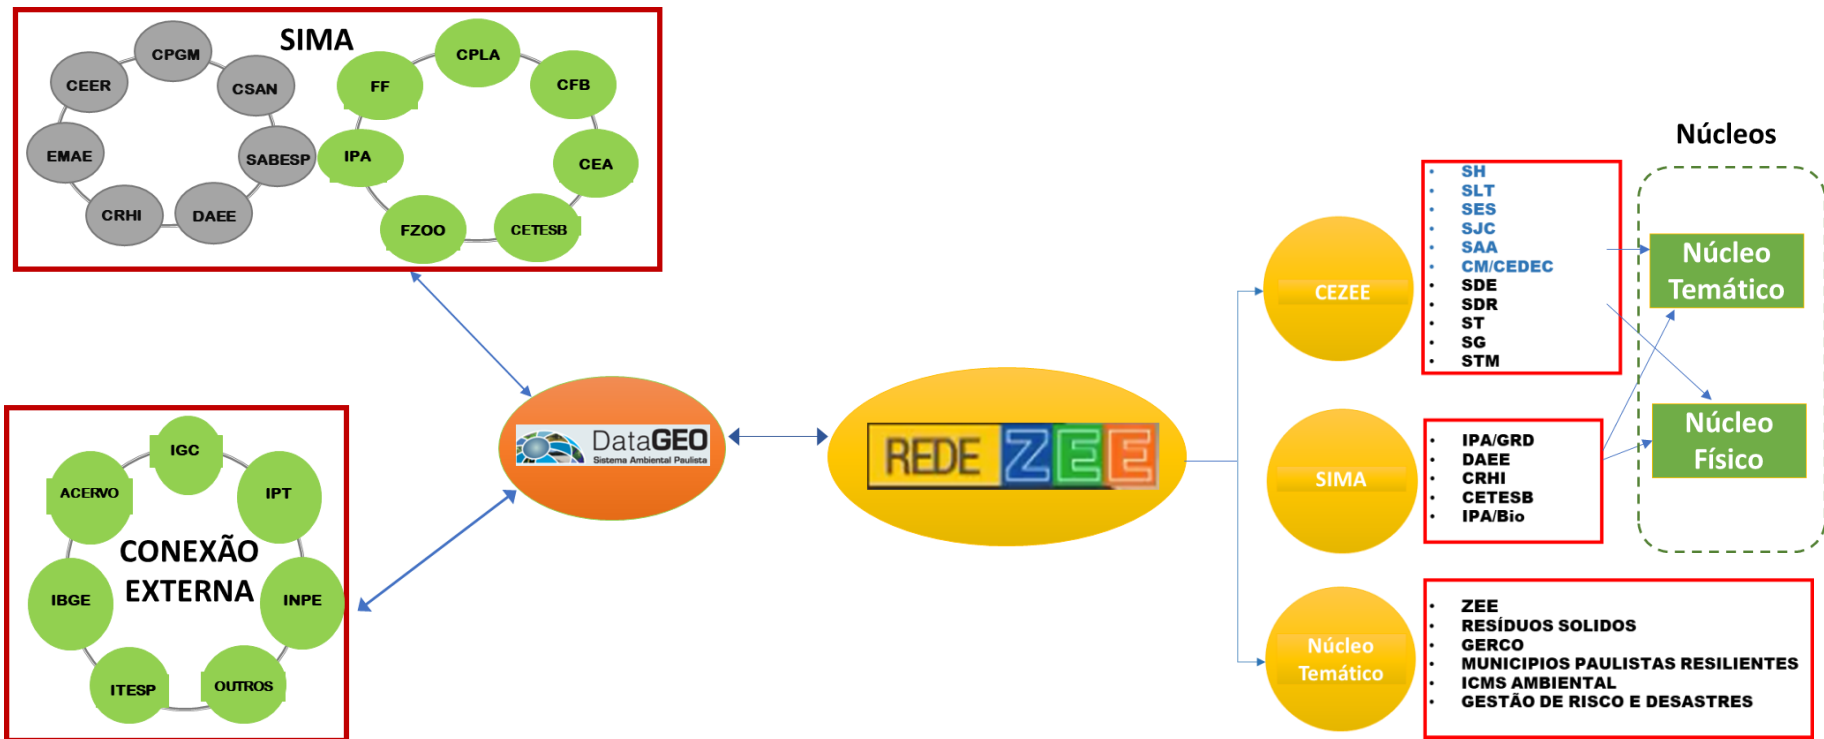 SIMA
CPGM
CEER
CSAN
EMAE
SABESP
CRHI
DAEE
CPLA
FF
CFB
IPA
CEA
FZOO
CETESB
CONEXÃO
EXTERNA
IGC
ACERVO
IPT
IBGE
INPE
ITESP
OUTROS
DataGEO
Sistema Ambiental Paulista
REDE ZEE
CEZEE
• SH
• SLT
• SES
• SJC
• SAA
• CM/CEDEC
• SDE
• SDR
• ST
• SG
• STM
SIMA
• IPA/GRD
• DAEE
• CRHI
• CETESB
• IPA/Bio
Núcleo
Temático
• ZEE
• RESÍDUOS SOLIDOS
• GERCO
• MUNICIPIOS PAULISTAS RESILIENTES
• ICMS AMBIENTAL
• GESTÃO DE RISCO E DESASTRES
Núcleos
Núcleo
Temático
Núcleo
Físico